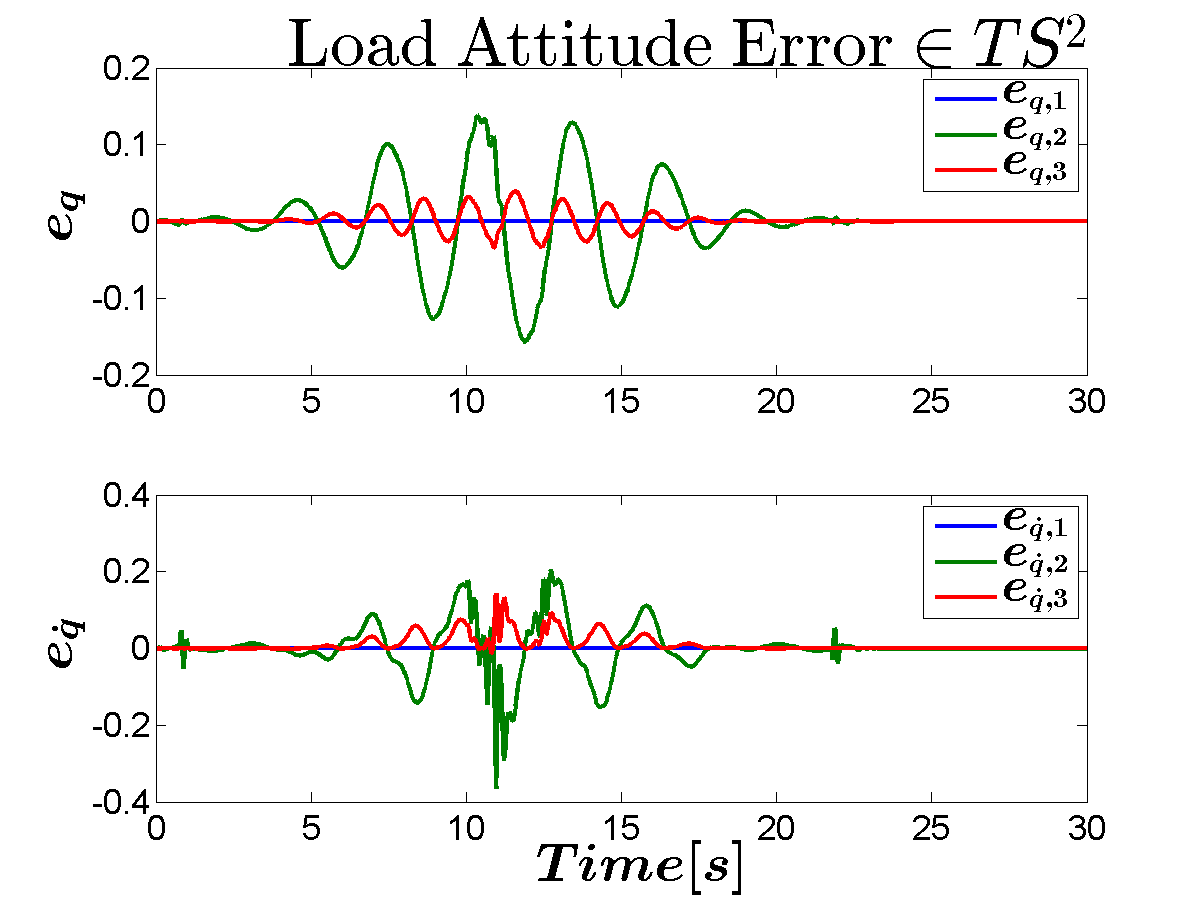 Load Attitude Error ∈ TS²
0.2
0.1
0
-0.1
-0.2
e_q
e_{q,1}
e_{q,2}
e_{q,3}
0 5 10 15 20 25 30
0.4
0.2
0
-0.2
-0.4
e_{q̇}
e_{q̇,1}
e_{q̇,2}
e_{q̇,3}
0 5 10 15 20 25 30
Time[s]